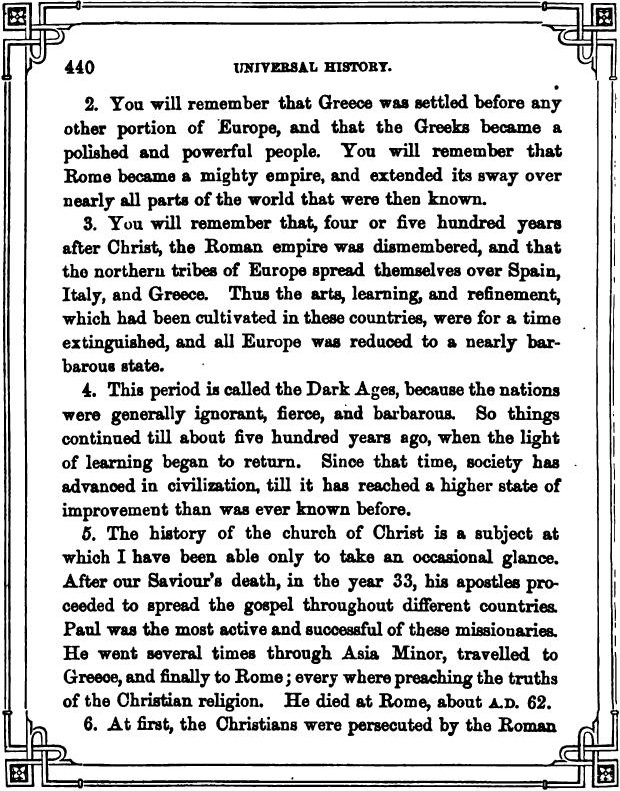 440
UNIVERSAL HISTORY.
2. You will remember that Greece was settled before any
other portion of Europe, and that the Greeks became a
polished and powerful people. You will remember that
Rome became a mighty empire, and extended its sway over
nearly all parts of the world that were then known.
3. You will remember that, four or five hundred years
after Christ, the Roman empire was dismembered, and that
the northern tribes of Europe spread themselves over Spain,
Italy, and Greece. Thus the arts, learning, and refinement,
which had been cultivated in these countries, were for a time
extinguished, and all Europe was reduced to a nearly bar-
barous state.
4. This period is called the Dark Ages, because the nations
were generally ignorant, fierce, and barbarous. So things
continued till about five hundred years ago, when the light
of learning began to return. Since that time, society has
advanced in civilization, till it has reached a higher state of
improvement than was ever known before.
5. The history of the church of Christ is a subject at
which I have been able only to take an occasional glance.
After our Saviour's death, in the year 33, his apostles pro-
ceeded to spread the gospel throughout different countries.
Paul was the most active and successful of these missionaries.
He went several times through Asia Minor, travelled to
Greece, and finally to Rome; every where preaching the truths
of the Christian religion. He died at Rome, about A.D. 62.
6. At first, the Christians were persecuted by the Roman